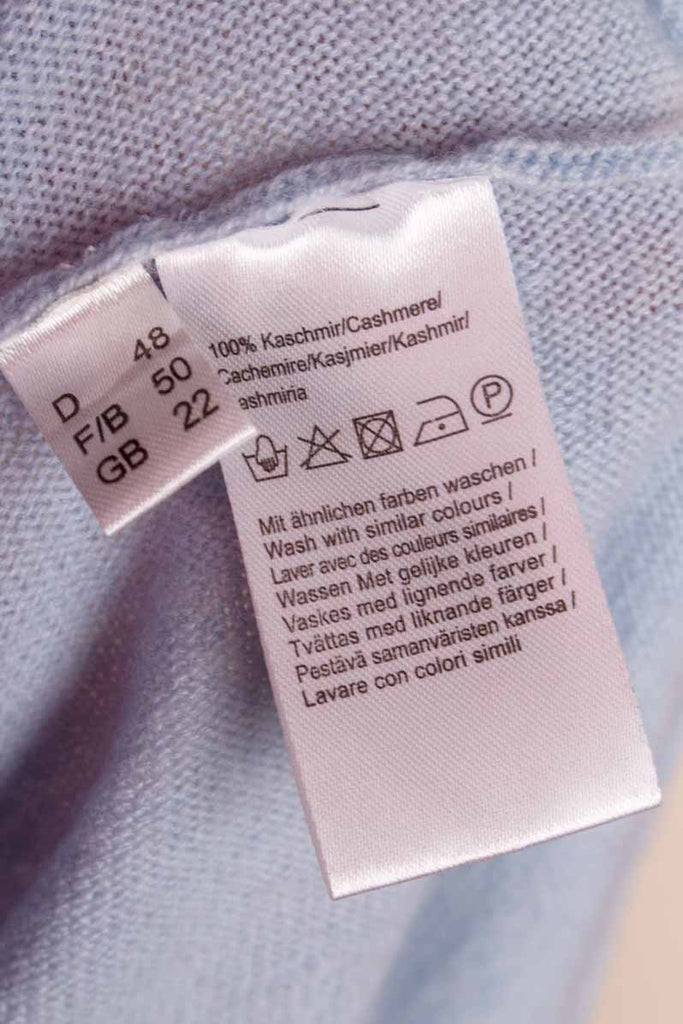 D 48
F/B 50
GB 22
100% Kaschmir/Cashmere/
Cachemire/Kasjmier/Kashmir/
ashmiria
P
Mit ähnlichen farben waschen /
Wash with similar colours /
Laver avec des couleurs similaires /
Wassen Met gelijke kleuren /
Vaskes med lignende farver /
Tvättas med liknande färger /
Pestävä samanväristen kanssa /
Lavare con colori simili